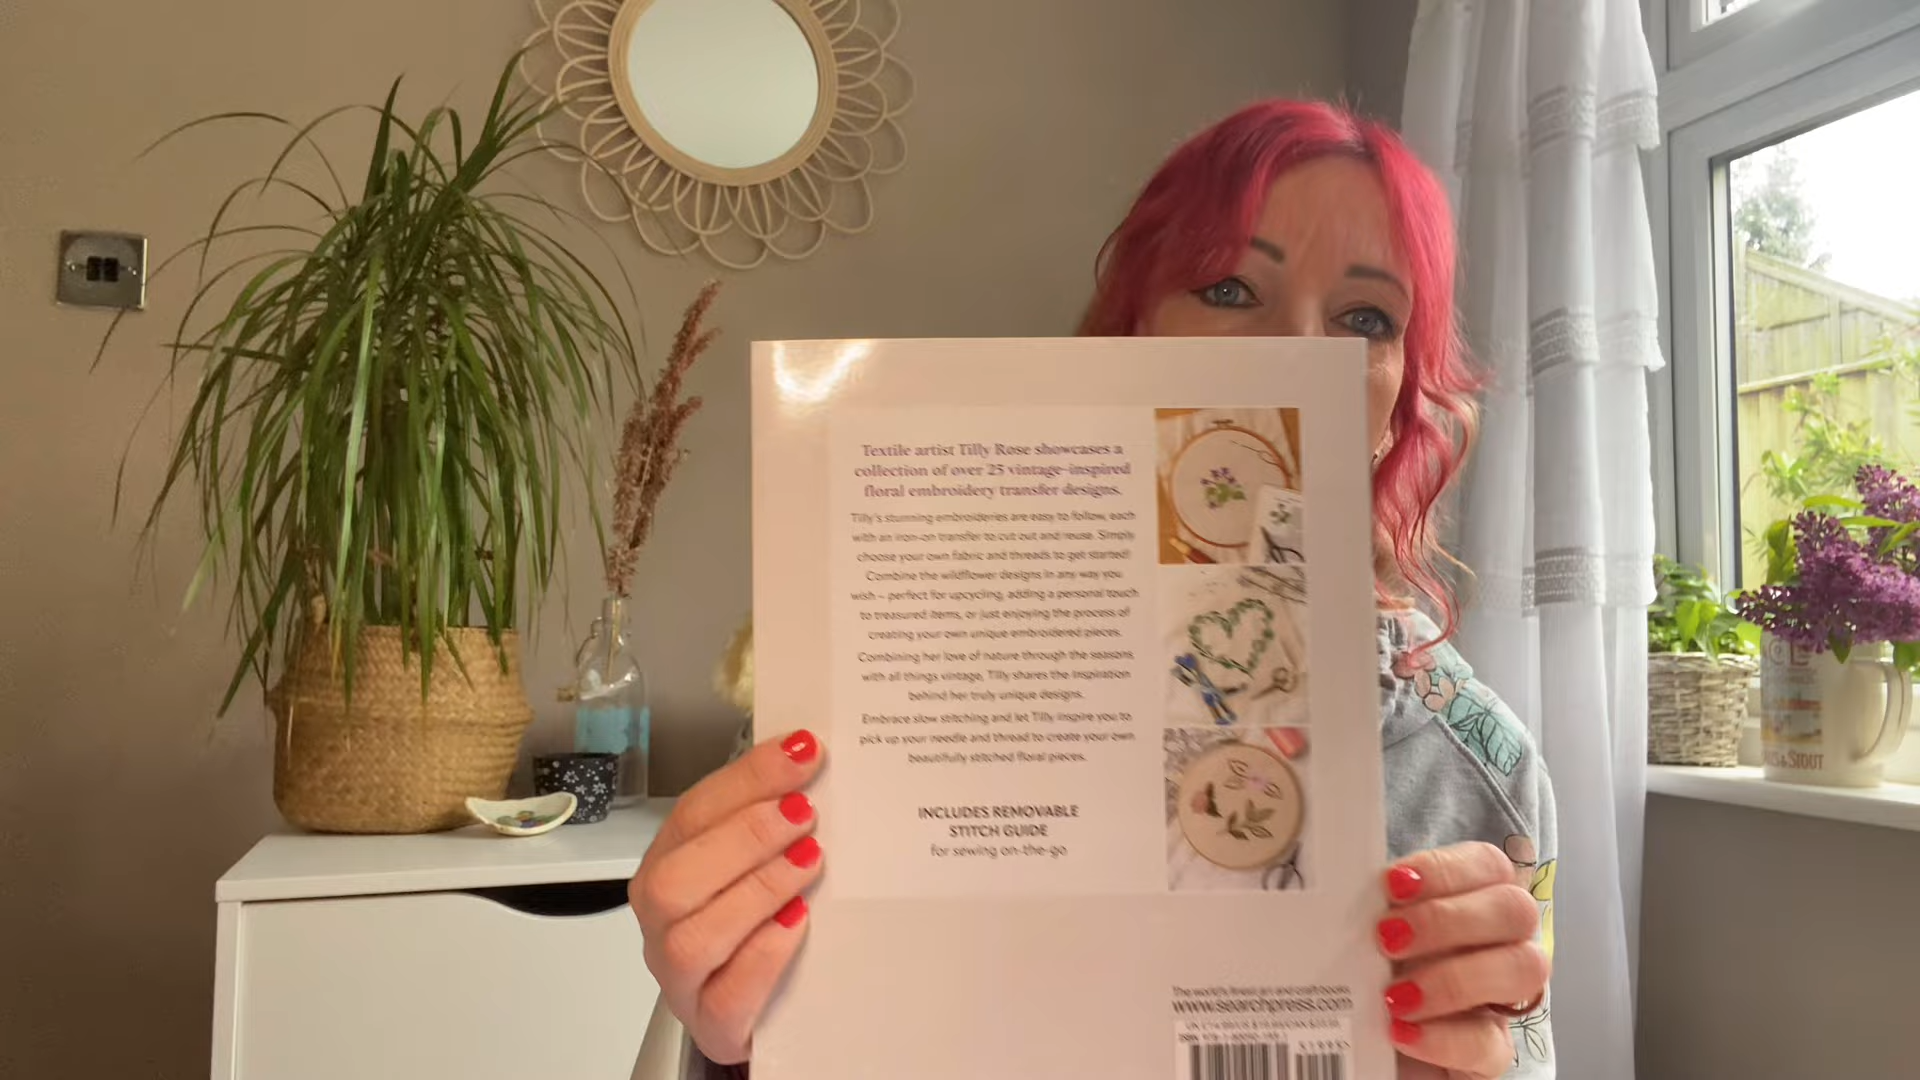 Textile artist Tilly Rose showcases a
collection of over 25 vintage-inspired
floral embroidery transfer designs.
Tilly's stunning embroideries are easy to follow, each
with an iron-on transfer to cut out and reuse. Simply
choose your own fabric and threads to get started!
Combine the wildflower designs in any way you
wish – perfect for upcycling, adding a personal touch
to treasured items, or just enjoying the process of
creating your own unique embroidered pieces.
Combining her love of nature through the seasons
with all things vintage, Tilly shares the inspiration
behind her truly unique designs.
Embrace slow stitching and let Tilly inspire you to
pick up your needle and thread to create your own
beautifully stitched floral pieces.
INCLUDES REMOVABLE
STITCH GUIDE
for sewing on-the-go
The world's finest art and craft books
www.searchpress.com
ISBN
& STOUT